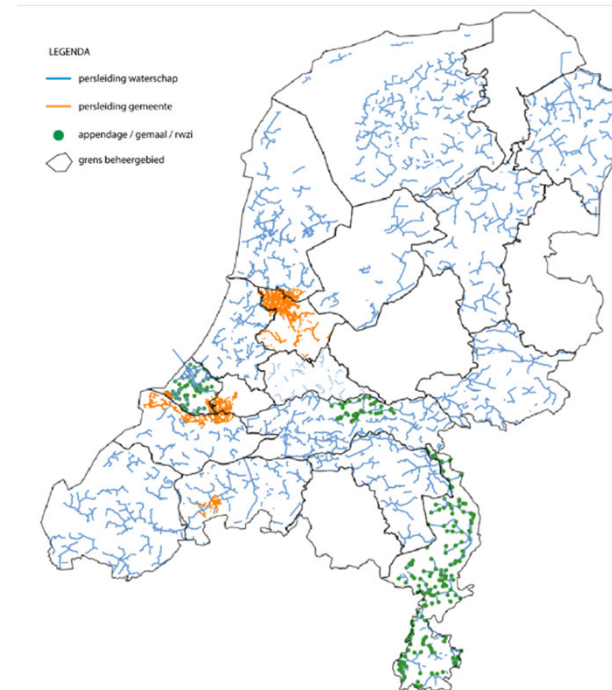 LEGENDA
persleiding waterschap
persleiding gemeente
appendage / gemaal / rwzi
grens beheergebied